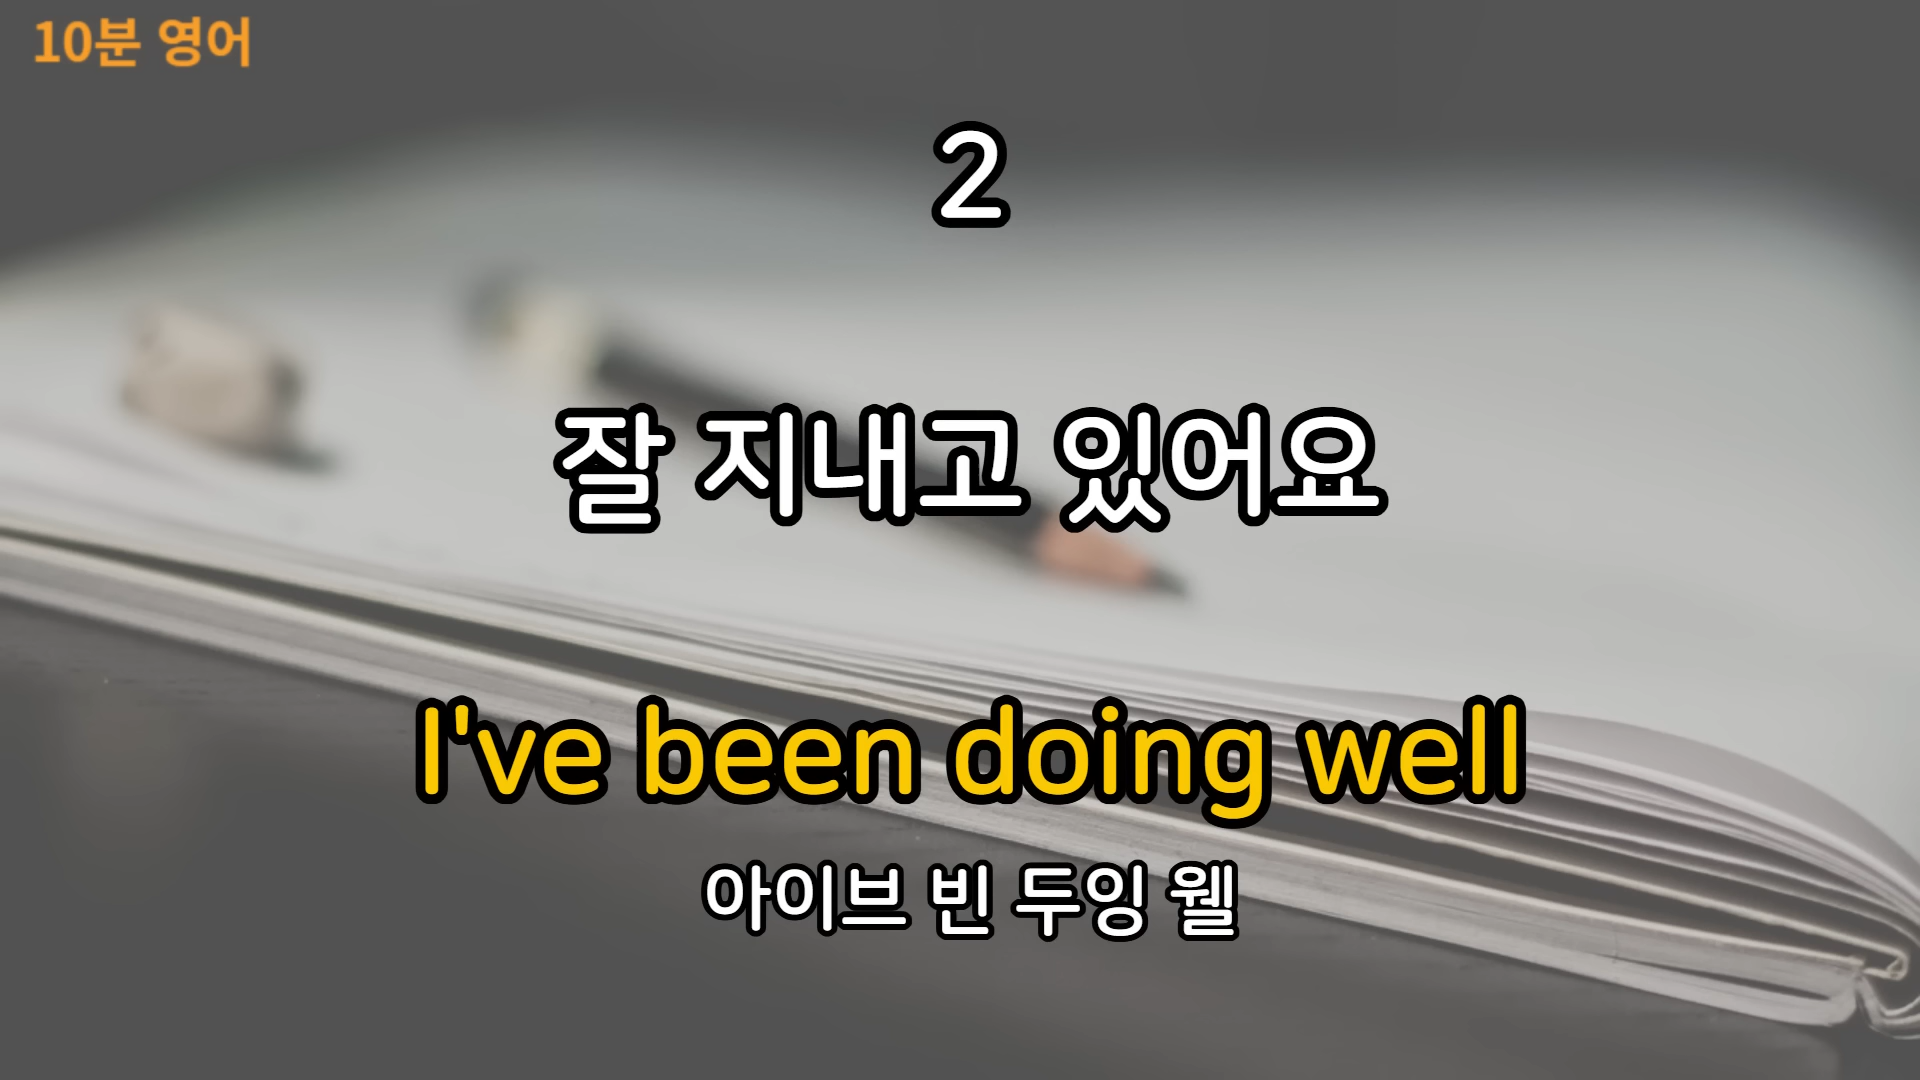 10분 영어
2
잘 지내고 있어요
I've been doing well
아이브 빈 두잉 웰